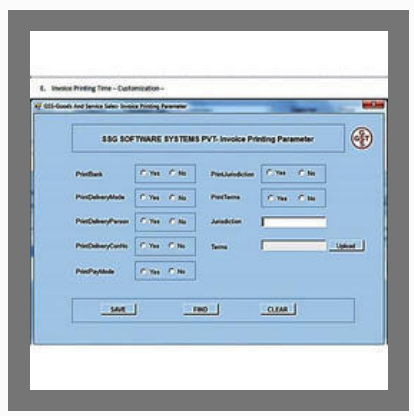 E. Invoice Printing Time - Customization -
GSS-Goods And Service Sales- Invoice Printing Parameter
SSG SOFTWARE SYSTEMS PVT- Invoice Printing Parameter
GST
PrintBank Yes No PrintJurisdiction Yes No
PrintDeliveryMode Yes No PrintTerms Yes No
PrintDeliveryPerson Yes No Jurisdiction
PrintDeliveryConNo Yes No Terms Upload
PrintPayMode Yes No
SAVE FIND CLEAR